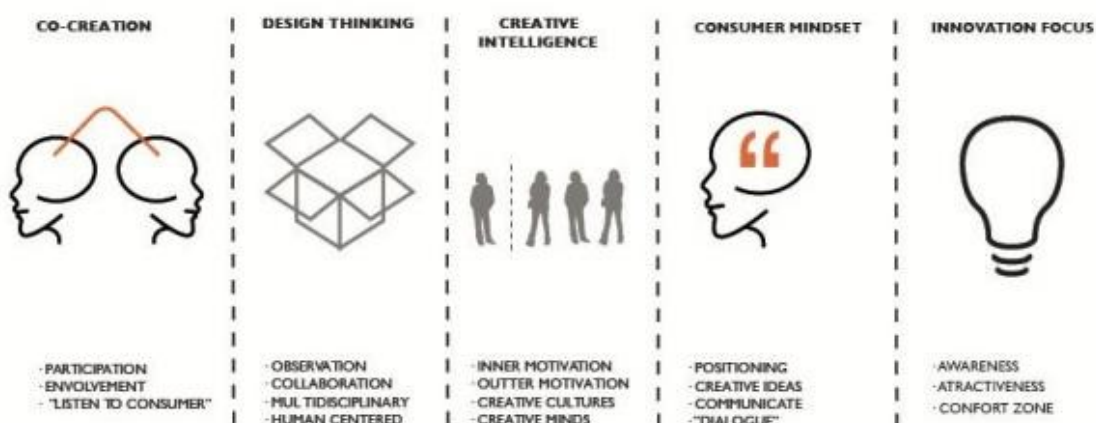 CO-CREATION
· PARTICIPATION
· ENVOLVEMENT
· "LISTEN TO CONSUMER"
DESIGN THINKING
· OBSERVATION
· COLLABORATION
· MULTIDISCIPLINARY
· HUMAN CENTERED
CREATIVE
INTELLIGENCE
· INNER MOTIVATION
· OUTTER MOTIVATION
· CREATIVE CULTURES
· CREATIVE MINDS
CONSUMER MINDSET
· POSITIONING
· CREATIVE IDEAS
· COMMUNICATE
· "DIALOGUE"
INNOVATION FOCUS
· AWARENESS
· ATRACTIVENESS
· CONFORT ZONE